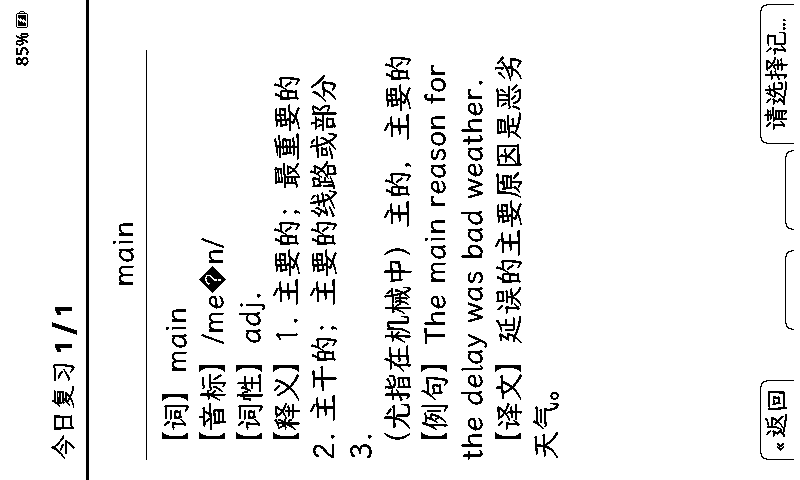 85%
今日复习 1 / 1
main
【词】 main
【音标】 /me�n/
【词性】 adj.
【释义】 1. 主要的；最重要的
2. 主干的；主要的线路或部分
3.
（尤指在机械中）主的，主要的
【例句】 The main reason for
the delay was bad weather.
【译文】 延误的主要原因是恶劣
天气。
«返回
请选择记...